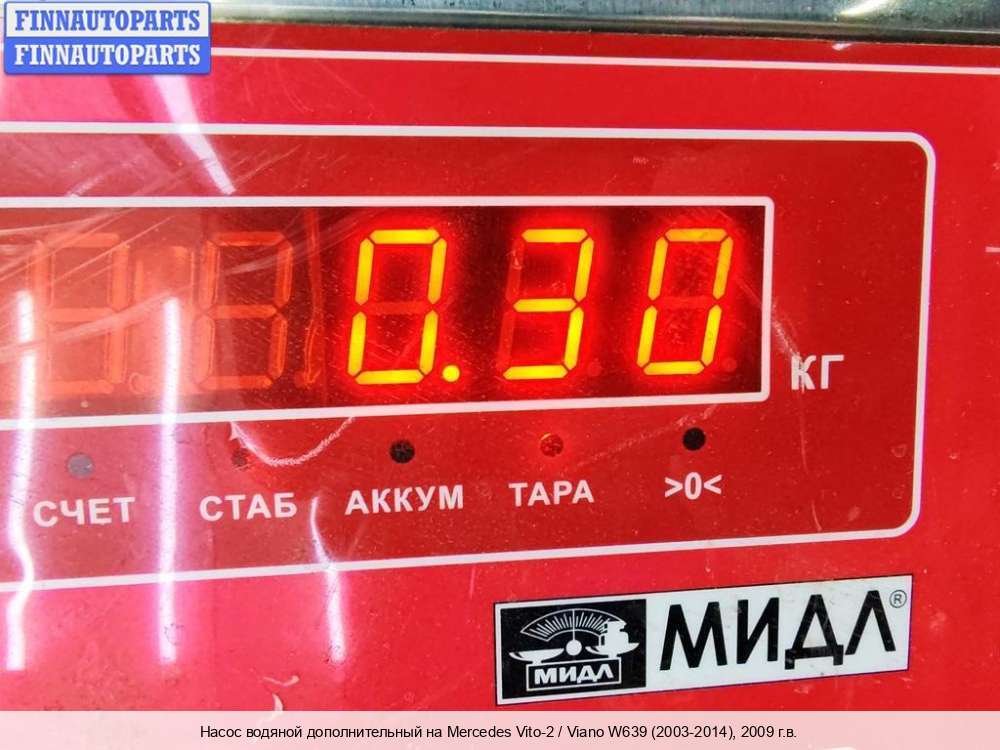 FINNAUTOPARTS
FINNAUTOPARTS
0.30
КГ
СЧЕТ СТАБ АККУМ ТАРА >0<
МИДЛ МИДЛ®
Насос водяной дополнительный на Mercedes Vito-2 / Viano W639 (2003-2014), 2009 г.в.